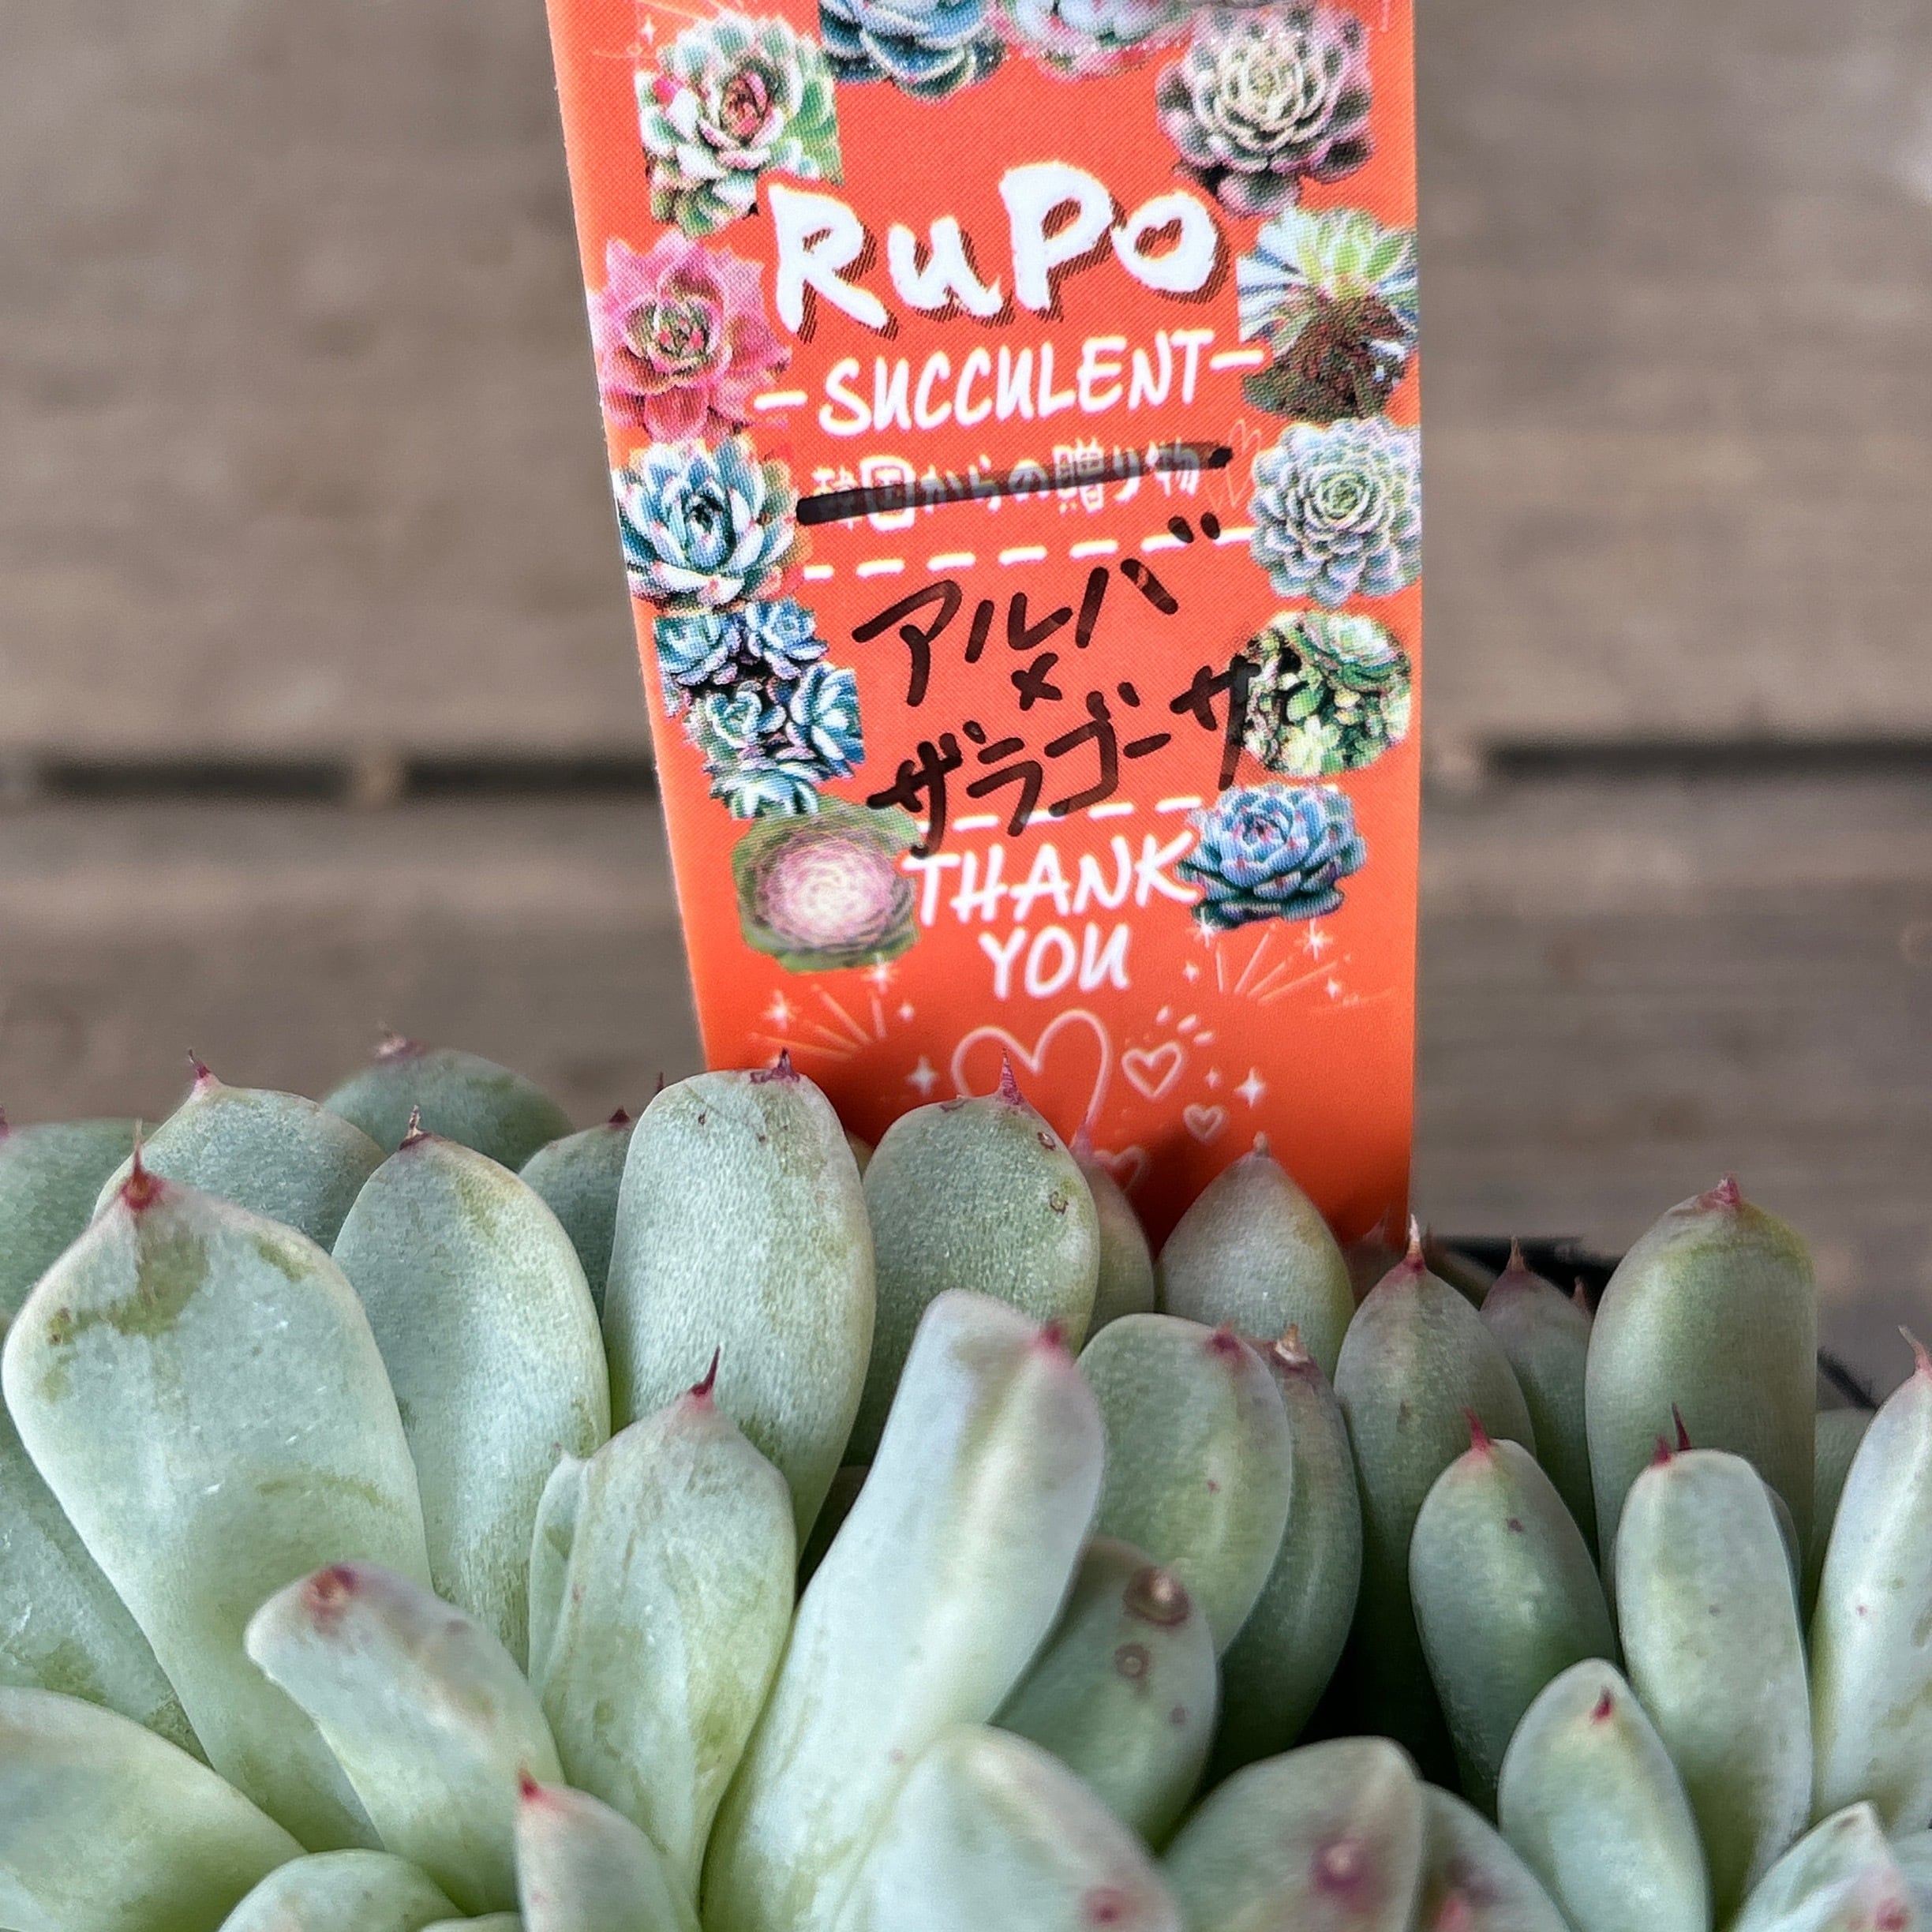 RuPo
-SUCCULENT-
韓国からの贈り物
アルバ
×
ザラゴーサ
THANK
YOU